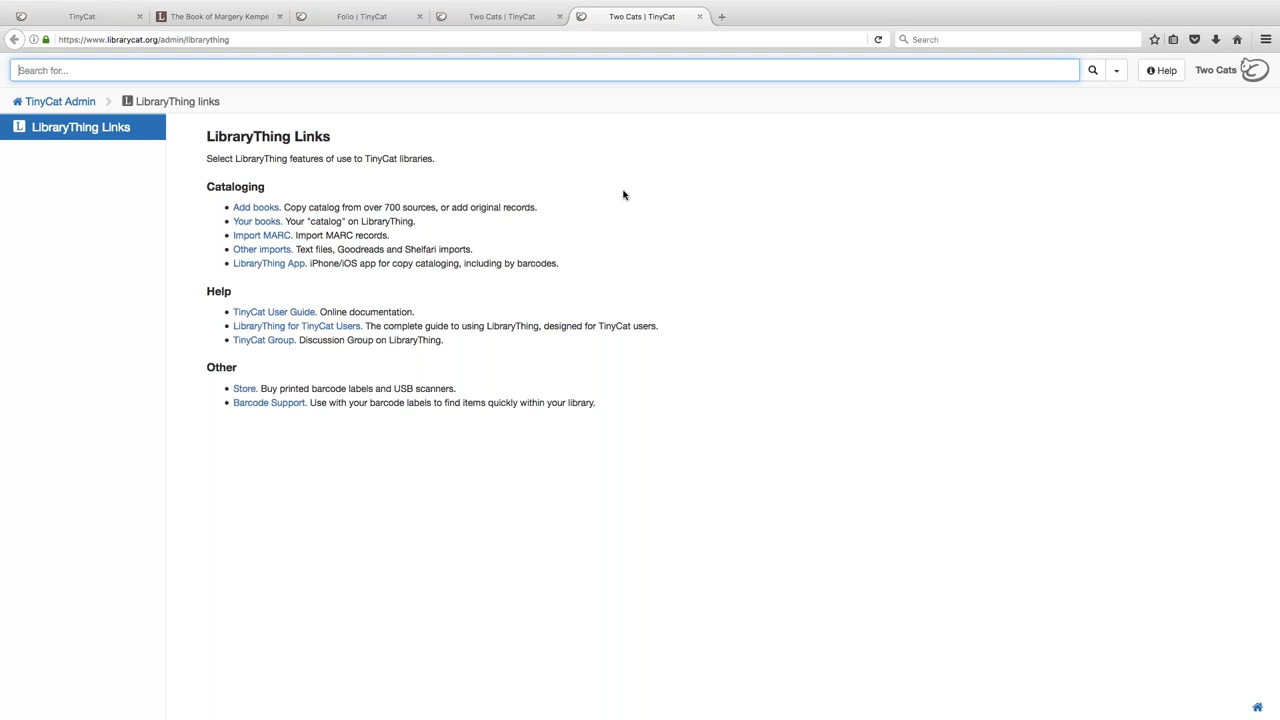 TinyCat
The Book of Margery Kempe
Folio | TinyCat
Two Cats | TinyCat
Two Cats | TinyCat
https://www.librarycat.org/admin/librarything
Search
Search for...
Help
Two Cats
TinyCat Admin
LibraryThing links
LibraryThing Links
LibraryThing Links
Select LibraryThing features of use to TinyCat libraries.
Cataloging
Add books. Copy catalog from over 700 sources, or add original records.
Your books. Your "catalog" on LibraryThing.
Import MARC. Import MARC records.
Other imports. Text files, Goodreads and Shelfari imports.
LibraryThing App. iPhone/iOS app for copy cataloging, including by barcodes.
Help
TinyCat User Guide. Online documentation.
LibraryThing for TinyCat Users. The complete guide to using LibraryThing, designed for TinyCat users.
TinyCat Group. Discussion Group on LibraryThing.
Other
Store. Buy printed barcode labels and USB scanners.
Barcode Support. Use with your barcode labels to find items quickly within your library.